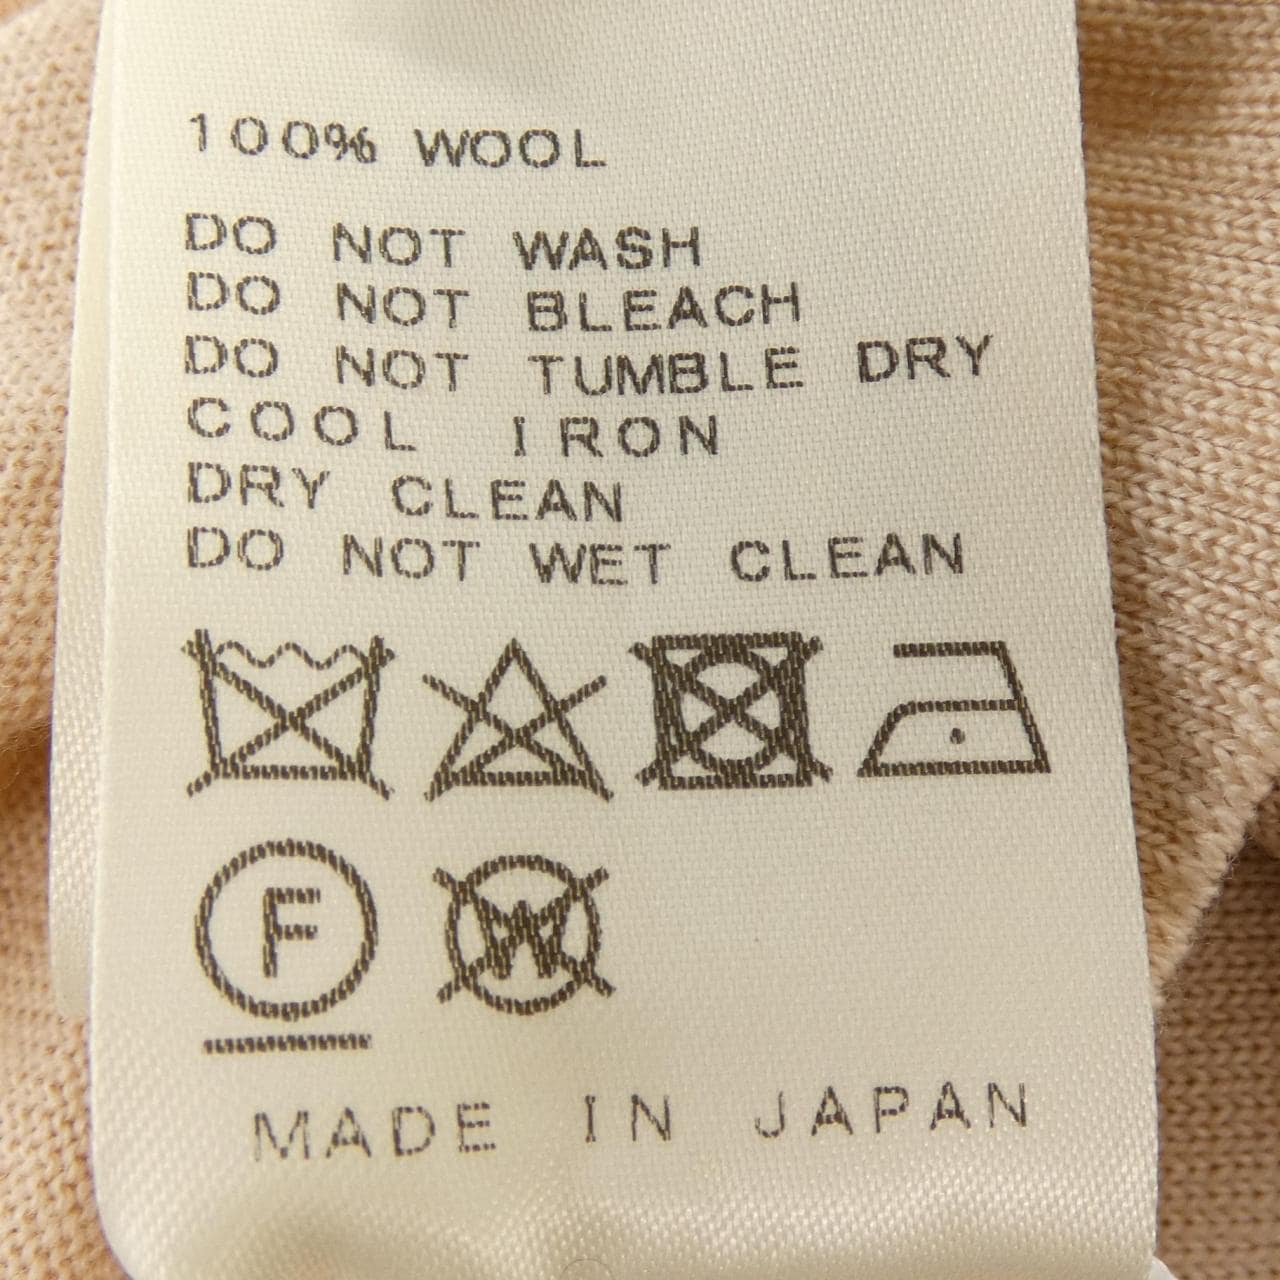 100% WOOL
DO NOT WASH
DO NOT BLEACH
DO NOT TUMBLE DRY
COOL IRON
DRY CLEAN
DO NOT WET CLEAN
F W
MADE IN JAPAN